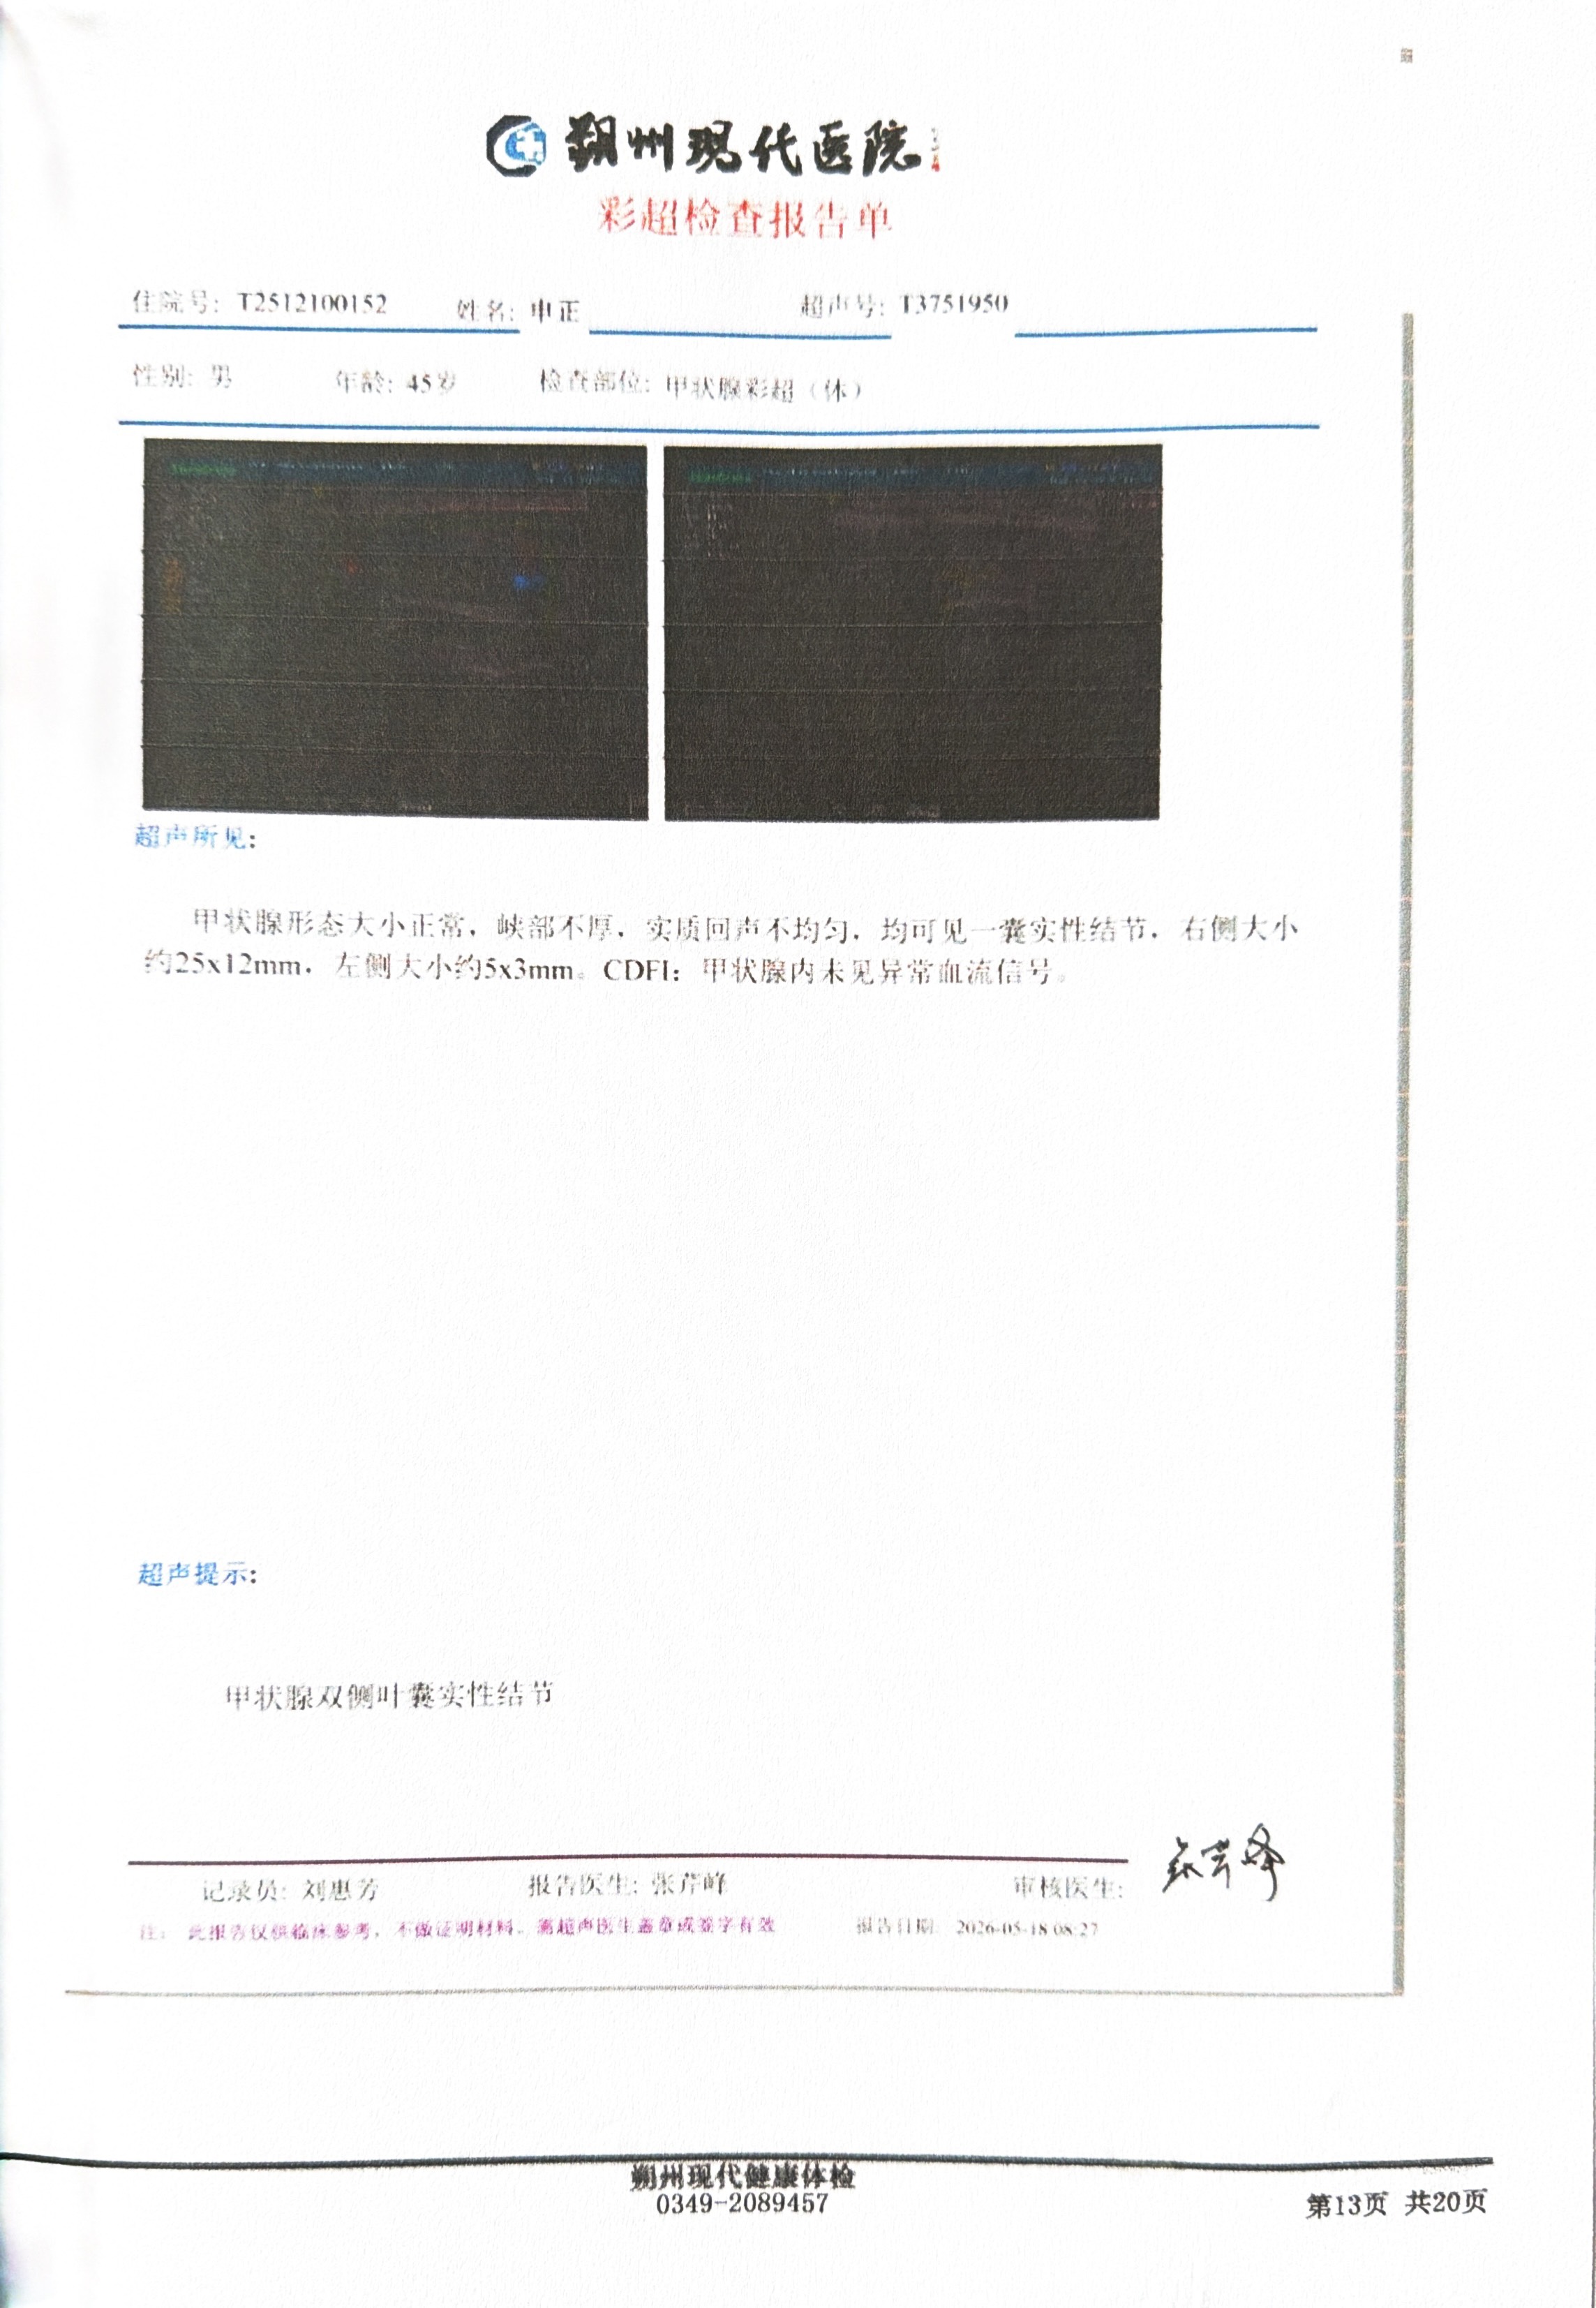 朔州现代医院
彩超检查报告单
住院号: T2512100152 姓名: 申正 超声号: T3751950
性别: 男 年龄: 45岁 检查部位: 甲状腺彩超（体）
超声所见:
甲状腺形态大小正常，峡部不厚，实质回声不均匀，均可见一囊实性结节，右侧大小
约25x12mm，左侧大小约5x3mm。CDFI：甲状腺内未见异常血流信号。
超声提示:
甲状腺双侧叶囊实性结节
记录员: 刘惠芳 报告医生: 张芹峰 审核医生:
注: 此报告仅供临床参考，不做证明材料。需超声医生盖章或签字有效 报告日期: 2026-05-18 08:27
朔州现代健康体检
0349-2089457
第13页 共20页